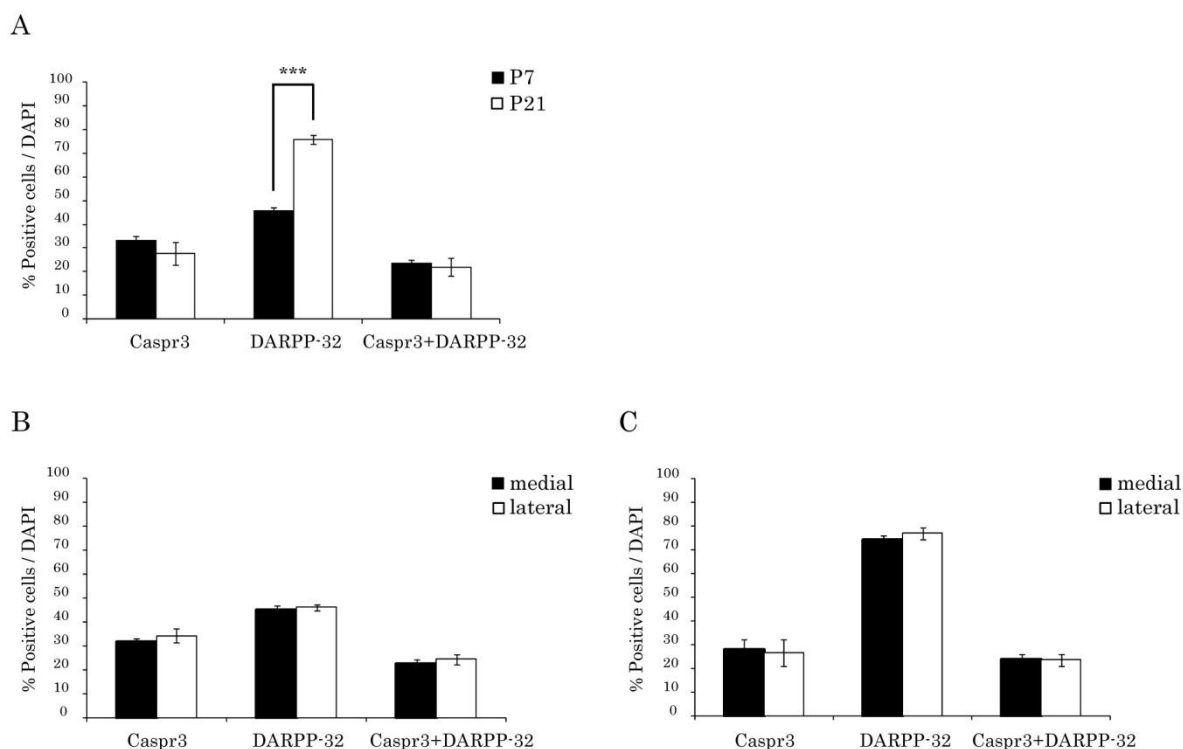 A
***
P7
P21
% Positive cells / DAPI
100
90
80
70
60
50
40
30
20
10
0
Caspr3 DARPP-32 Caspr3+DARPP-32
B
medial
lateral
% Positive cells / DAPI
100
90
80
70
60
50
40
30
20
10
0
Caspr3 DARPP-32 Caspr3+DARPP-32
C
medial
lateral
% Positive cells / DAPI
100
90
80
70
60
50
40
30
20
10
0
Caspr3 DARPP-32 Caspr3+DARPP-32